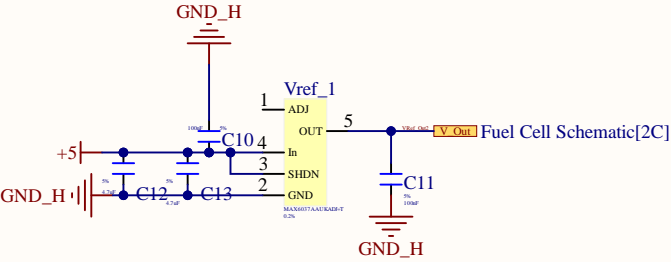 GND_H
Vref_1
1
ADJ
OUT
5
VRef_Out2
V_Out
Fuel Cell Schematic[2C]
100nF
5%
C10
+5
4
In
3
SHDN
2
GND
5%
4.7uF
C12
5%
4.7uF
C13
GND_H
MAX6037AAUKADJ-T
0.2%
C11
5%
100nF
GND_H